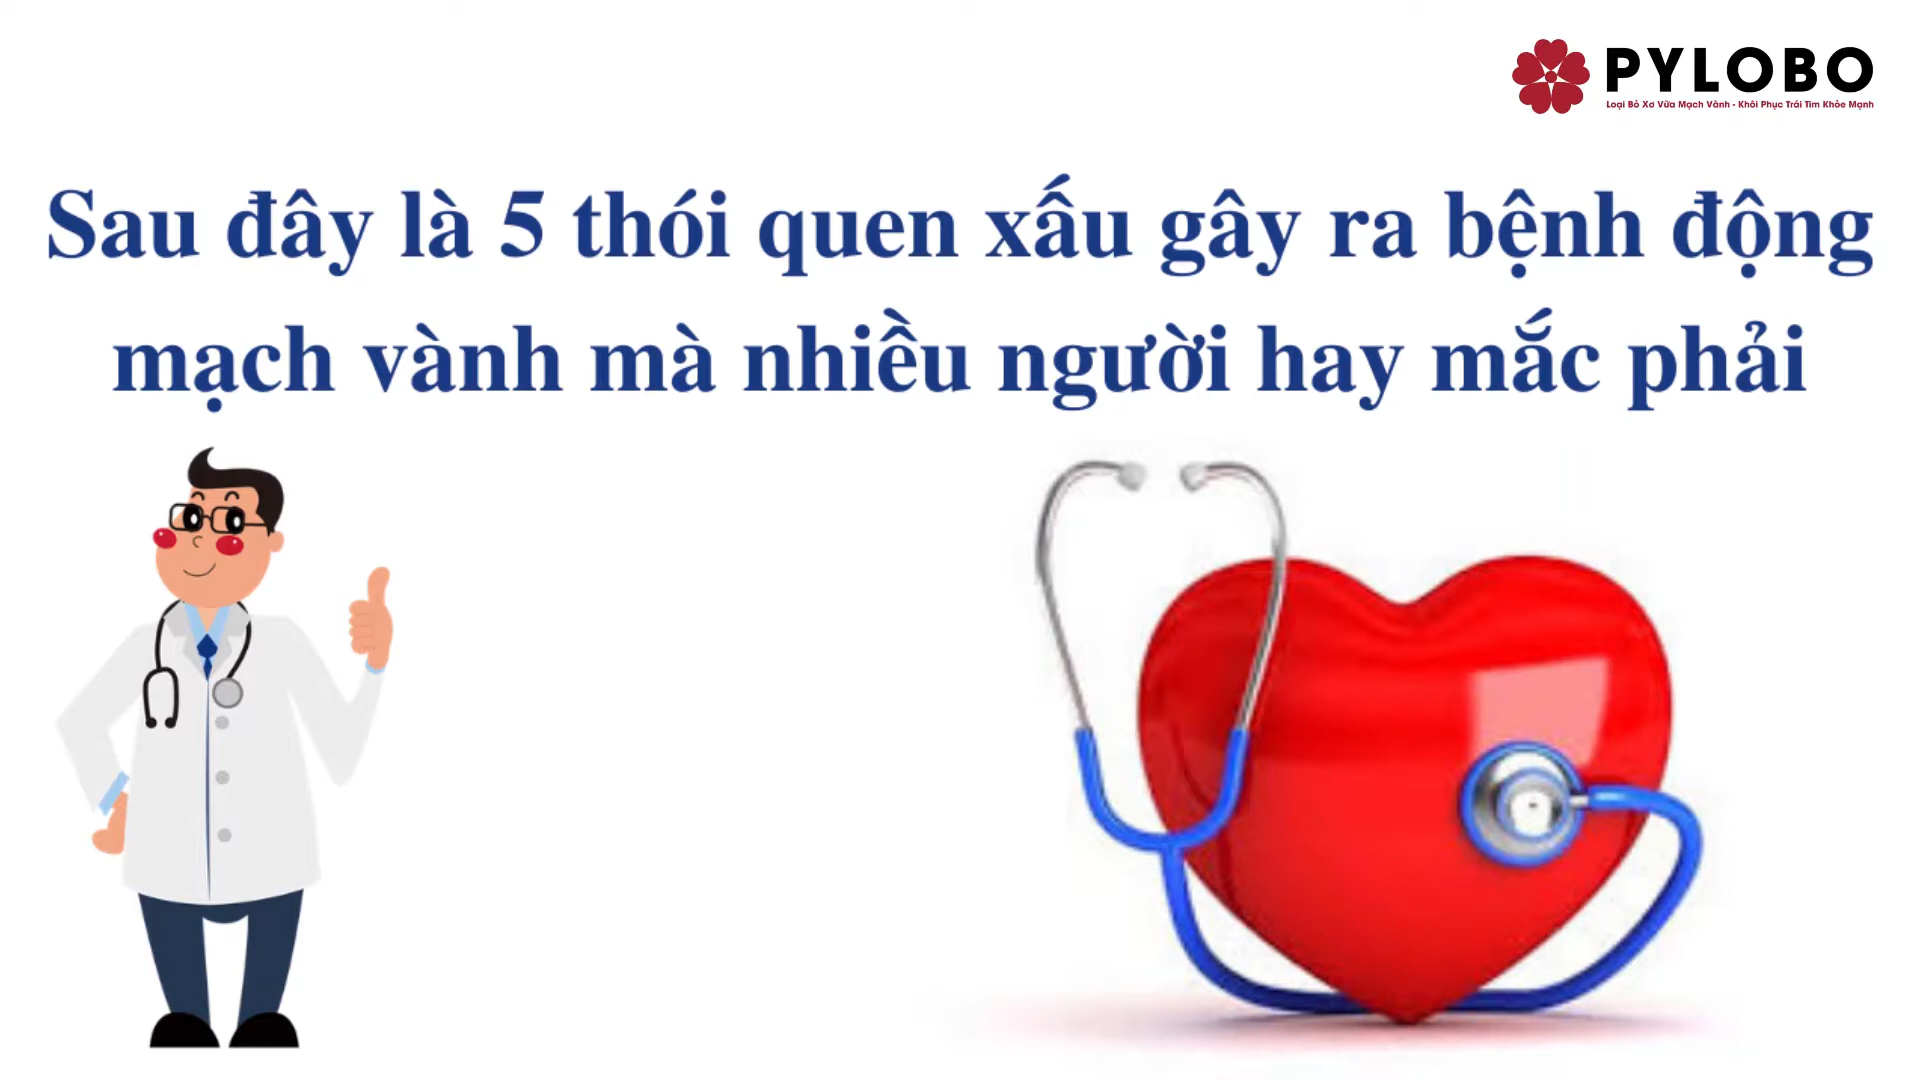 PYLOBO
Loại Bỏ Xơ Vữa Mạch Vành - Khôi Phục Trái Tim Khỏe Mạnh
Sau đây là 5 thói quen xấu gây ra bệnh động
mạch vành mà nhiều người hay mắc phải